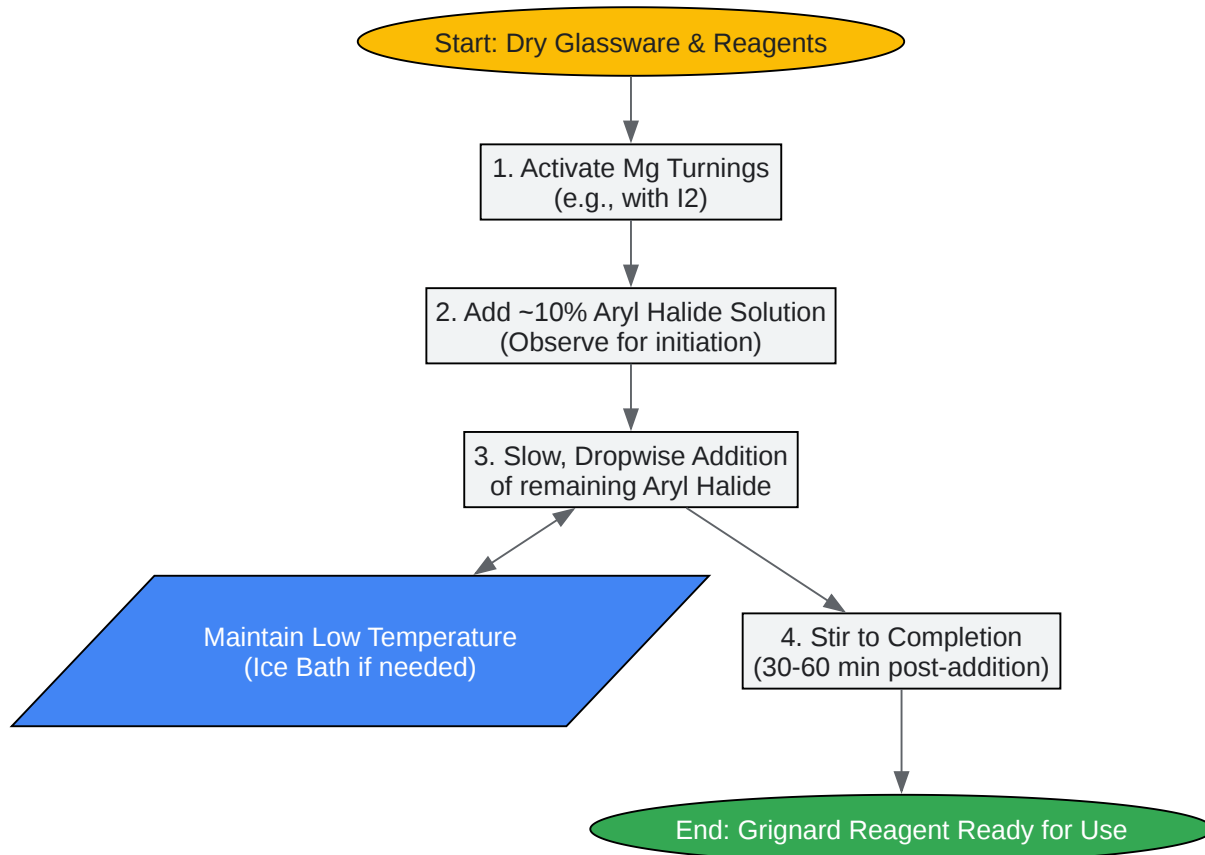 Start: Dry Glassware & Reagents
1. Activate Mg Turnings
(e.g., with I2)
2. Add ~10% Aryl Halide Solution
(Observe for initiation)
3. Slow, Dropwise Addition
of remaining Aryl Halide
Maintain Low Temperature
(Ice Bath if needed)
4. Stir to Completion
(30-60 min post-addition)
End: Grignard Reagent Ready for Use